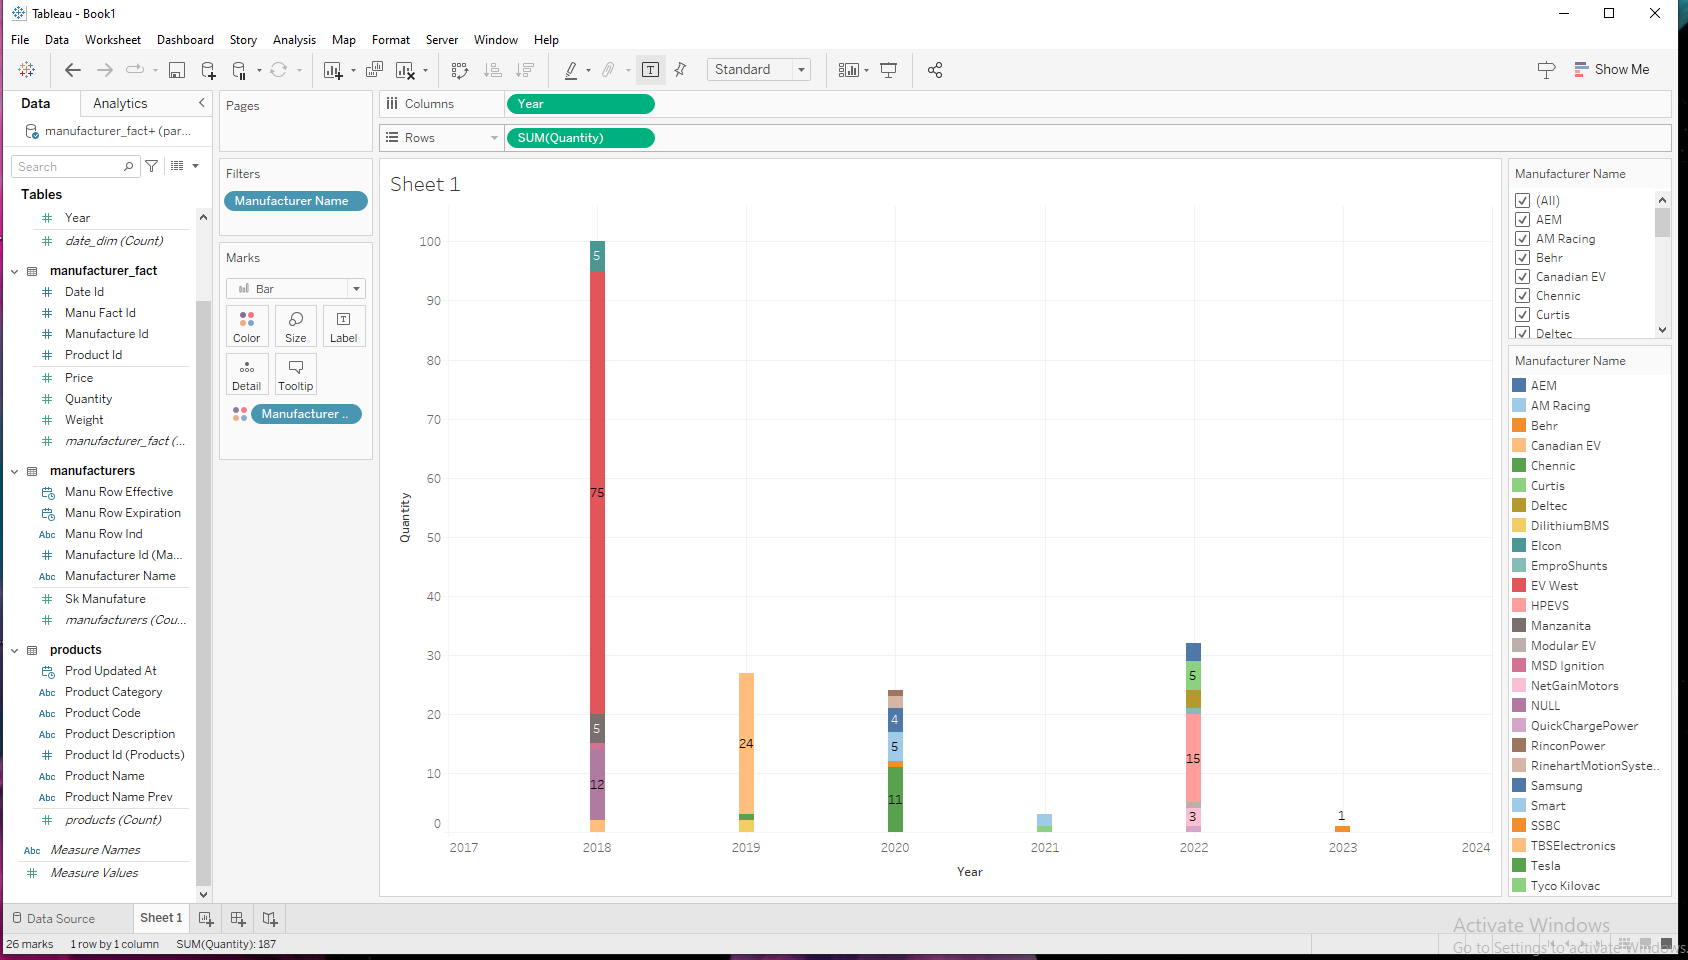 Tableau - Book1
File Data Worksheet Dashboard Story Analysis Map Format Server Window Help
Standard
Show Me
Data Analytics
manufacturer_fact+ (par...
Search
Tables
Year
date_dim (Count)
manufacturer_fact
Date Id
Manu Fact Id
Manufacture Id
Product Id
Price
Quantity
Weight
manufacturer_fact (...
manufacturers
Manu Row Effective
Manu Row Expiration
Abc Manu Row Ind
Manufacture Id (Ma...
Abc Manufacturer Name
Sk Manufature
manufacturers (Cou...
products
Prod Updated At
Abc Product Category
Abc Product Code
Abc Product Description
Product Id (Products)
Abc Product Name
Abc Product Name Prev
products (Count)
Abc Measure Names
Measure Values
Pages
Filters
Manufacturer Name
Marks
Bar
Color Size Label
Detail Tooltip
Manufacturer ..
Columns Year
Rows SUM(Quantity)
Sheet 1
Quantity
100
90
80
70
60
50
40
30
20
10
0
5
75
5
12
24
4
5
11
5
15
3
1
2017 2018 2019 2020 2021 2022 2023 2024
Year
Manufacturer Name
(All)
AEM
AM Racing
Behr
Canadian EV
Chennic
Curtis
Deltec
Manufacturer Name
AEM
AM Racing
Behr
Canadian EV
Chennic
Curtis
Deltec
DilithiumBMS
Elcon
EmproShunts
EV West
HPEVS
Manzanita
Modular EV
MSD Ignition
NetGainMotors
NULL
QuickChargePower
RinconPower
RinehartMotionSyste..
Samsung
Smart
SSBC
TBSElectronics
Tesla
Tyco Kilovac
Data Source Sheet 1
26 marks 1 row by 1 column SUM(Quantity): 187
Activate Windows
Go to Settings to activate Windows.